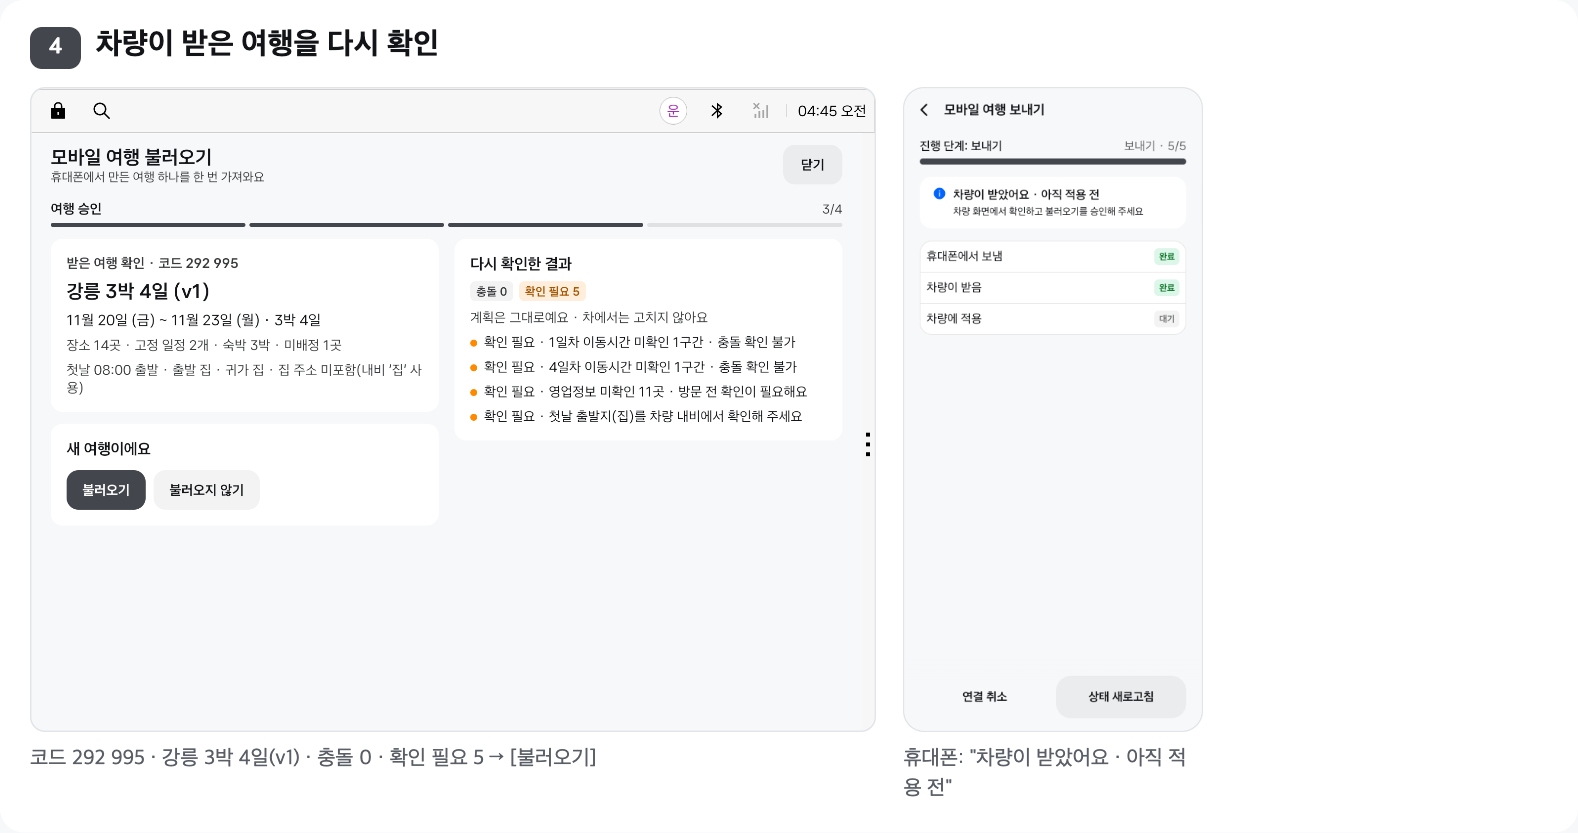 4 차량이 받은 여행을 다시 확인
운
04:45 오전
모바일 여행 불러오기
휴대폰에서 만든 여행 하나를 한 번 가져와요
닫기
여행 승인
3/4
받은 여행 확인 · 코드 292 995
강릉 3박 4일 (v1)
11월 20일 (금) ~ 11월 23일 (월) · 3박 4일
장소 14곳 · 고정 일정 2개 · 숙박 3박 · 미배정 1곳
첫날 08:00 출발 · 출발 집 · 귀가 집 · 집 주소 미포함(내비 ‘집’ 사
용)
새 여행이에요
불러오기
불러오지 않기
다시 확인한 결과
충돌 0
확인 필요 5
계획은 그대로예요 · 차에서는 고치지 않아요
확인 필요 · 1일차 이동시간 미확인 1구간 · 충돌 확인 불가
확인 필요 · 4일차 이동시간 미확인 1구간 · 충돌 확인 불가
확인 필요 · 영업정보 미확인 11곳 · 방문 전 확인이 필요해요
확인 필요 · 첫날 출발지(집)를 차량 내비에서 확인해 주세요
코드 292 995 · 강릉 3박 4일(v1) · 충돌 0 · 확인 필요 5 → [불러오기]
모바일 여행 보내기
진행 단계: 보내기
보내기 · 5/5
차량이 받았어요 · 아직 적용 전
차량 화면에서 확인하고 불러오기를 승인해 주세요
휴대폰에서 보냄
완료
차량이 받음
완료
차량에 적용
대기
연결 취소
상태 새로고침
휴대폰: "차량이 받았어요 · 아직 적
용 전"